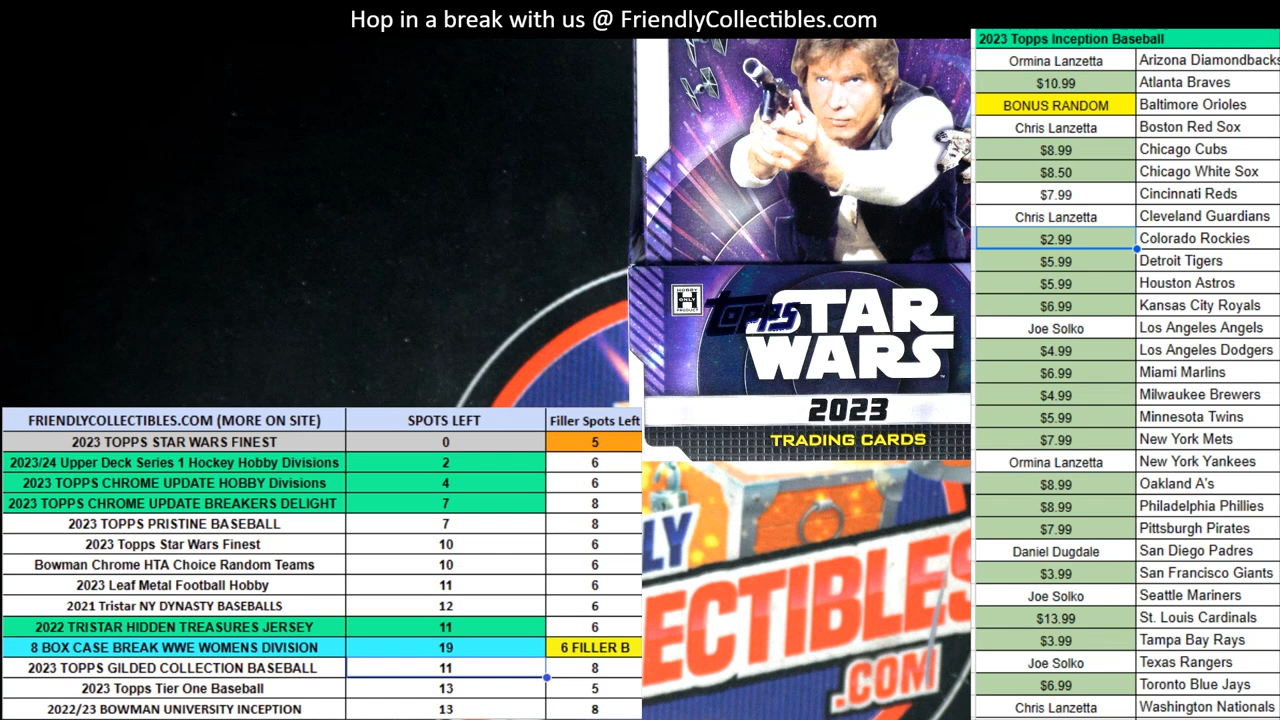 Hop in a break with us @ FriendlyCollectibles.com
FRIENDLYCOLLECTIBLES.COM (MORE ON SITE) SPOTS LEFT Filler Spots Left
2023 TOPPS STAR WARS FINEST 0 5
2023/24 Upper Deck Series 1 Hockey Hobby Divisions 2 6
2023 TOPPS CHROME UPDATE HOBBY Divisions 4 6
2023 TOPPS CHROME UPDATE BREAKERS DELIGHT 7 8
2023 TOPPS PRISTINE BASEBALL 7 8
2023 Topps Star Wars Finest 10 6
Bowman Chrome HTA Choice Random Teams 10 6
2023 Leaf Metal Football Hobby 11 6
2021 Tristar NY DYNASTY BASEBALLS 12 6
2022 TRISTAR HIDDEN TREASURES JERSEY 11 6
8 BOX CASE BREAK WWE WOMENS DIVISION 19 6 FILLER B
2023 TOPPS GILDED COLLECTION BASEBALL 11 8
2023 Topps Tier One Baseball 13 5
2022/23 BOWMAN UNIVERSITY INCEPTION 13 8
HOBBY
H
ONLY
PRODUCT
topps STAR
WARS
2023
TRADING CARDS
LY
ECTIBLES
.COM
2023 Topps Inception Baseball
Ormina Lanzetta Arizona Diamondbacks
$10.99 Atlanta Braves
BONUS RANDOM Baltimore Orioles
Chris Lanzetta Boston Red Sox
$8.99 Chicago Cubs
$8.50 Chicago White Sox
$7.99 Cincinnati Reds
Chris Lanzetta Cleveland Guardians
$2.99 Colorado Rockies
$5.99 Detroit Tigers
$5.99 Houston Astros
$6.99 Kansas City Royals
Joe Solko Los Angeles Angels
$4.99 Los Angeles Dodgers
$6.99 Miami Marlins
$4.99 Milwaukee Brewers
$5.99 Minnesota Twins
$7.99 New York Mets
Ormina Lanzetta New York Yankees
$8.99 Oakland A's
$8.99 Philadelphia Phillies
$7.99 Pittsburgh Pirates
Daniel Dugdale San Diego Padres
$3.99 San Francisco Giants
Joe Solko Seattle Mariners
$13.99 St. Louis Cardinals
$3.99 Tampa Bay Rays
Joe Solko Texas Rangers
$6.99 Toronto Blue Jays
Chris Lanzetta Washington Nationals